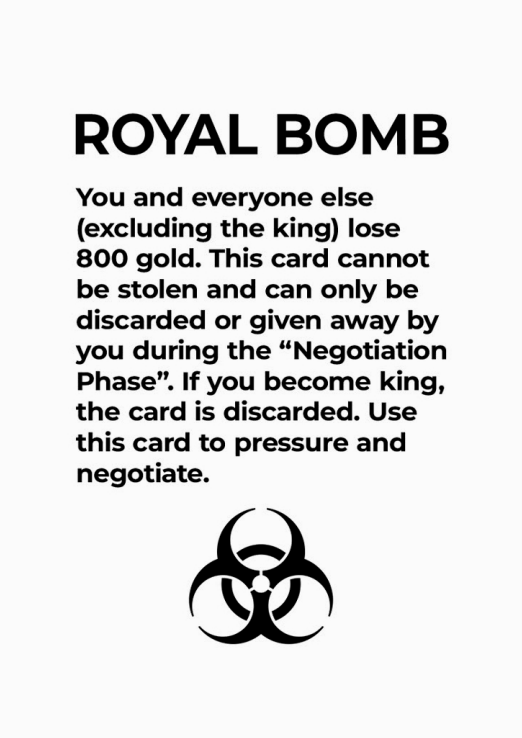 ROYAL BOMB
You and everyone else
(excluding the king) lose
800 gold. This card cannot
be stolen and can only be
discarded or given away by
you during the “Negotiation
Phase”. If you become king,
the card is discarded. Use
this card to pressure and
negotiate.